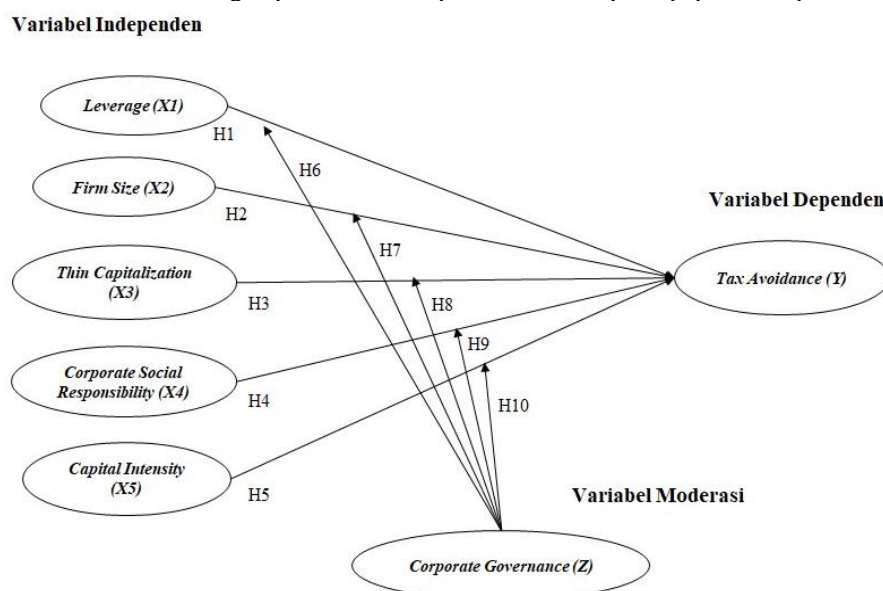 Variabel Independen
Leverage (X1)
H1
H6
Firm Size (X2)
H2
H7
Variabel Dependen
Thin Capitalization
(X3)
H3
H8
Tax Avoidance (Y)
H9
Corporate Social
Responsibility (X4)
H4
H10
Capital Intensity
(X5)
H5
Variabel Moderasi
Corporate Governance (Z)